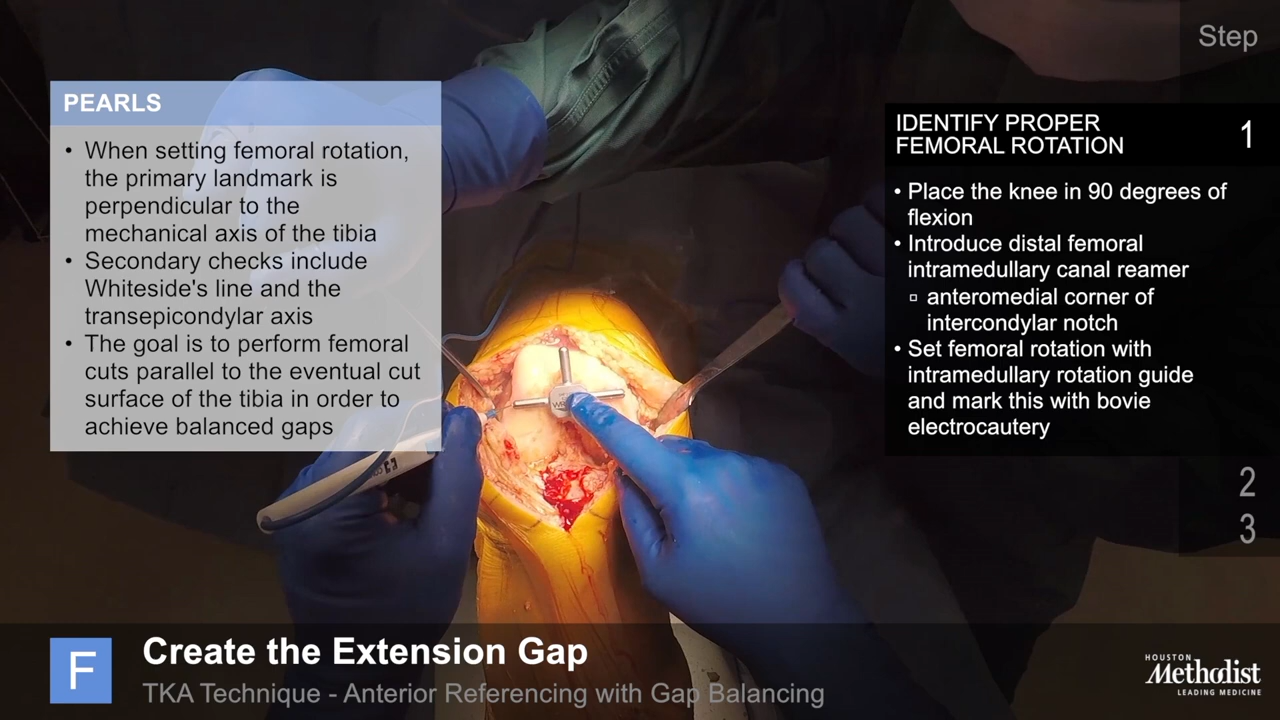 Step
PEARLS
• When setting femoral rotation,
the primary landmark is
perpendicular to the
mechanical axis of the tibia
• Secondary checks include
Whiteside's line and the
transepicondylar axis
• The goal is to perform femoral
cuts parallel to the eventual cut
surface of the tibia in order to
achieve balanced gaps
IDENTIFY PROPER
FEMORAL ROTATION
1
• Place the knee in 90 degrees of
flexion
• Introduce distal femoral
intramedullary canal reamer
▫ anteromedial corner of
intercondylar notch
• Set femoral rotation with
intramedullary rotation guide
and mark this with bovie
electrocautery
2
3
F
Create the Extension Gap
TKA Technique - Anterior Referencing with Gap Balancing
HOUSTON
Methodist
LEADING MEDICINE